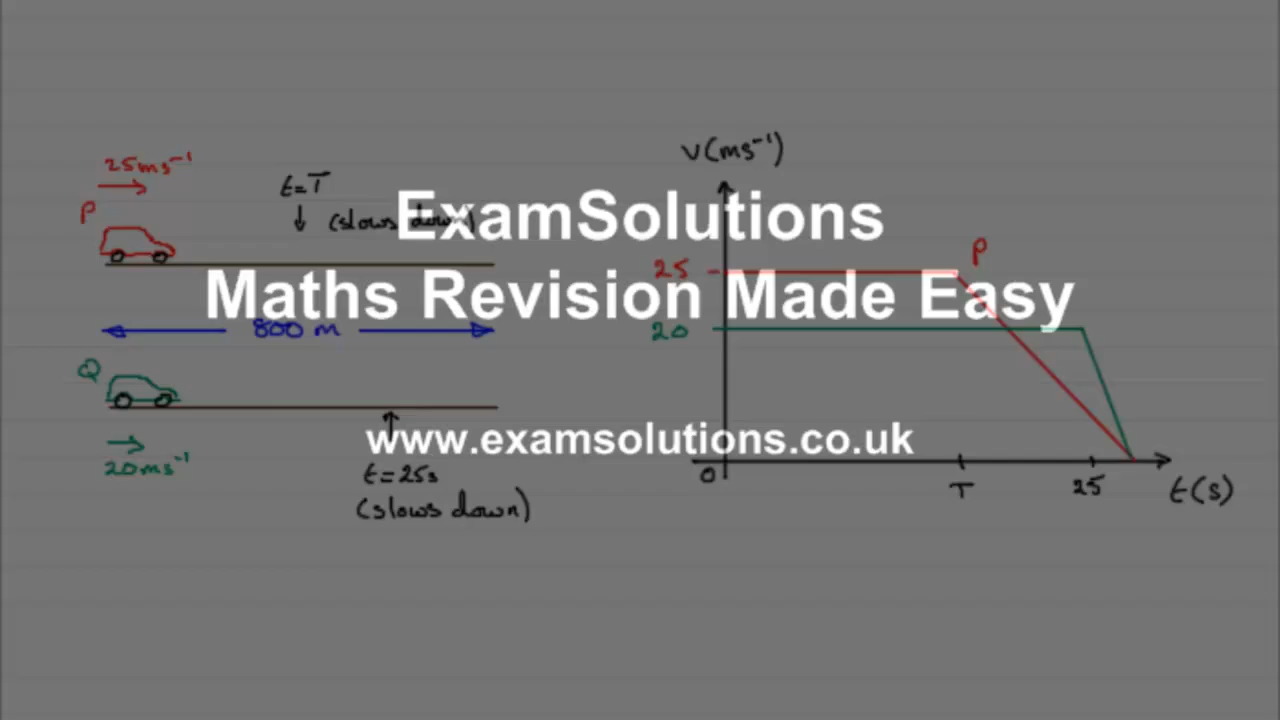 25ms⁻¹
P
t=T
(slows down)
800 m
Q
20ms⁻¹
t=25s
(slows down)
V(ms⁻¹)
P
25
20
0
T
25
t(s)
ExamSolutions
Maths Revision Made Easy
www.examsolutions.co.uk